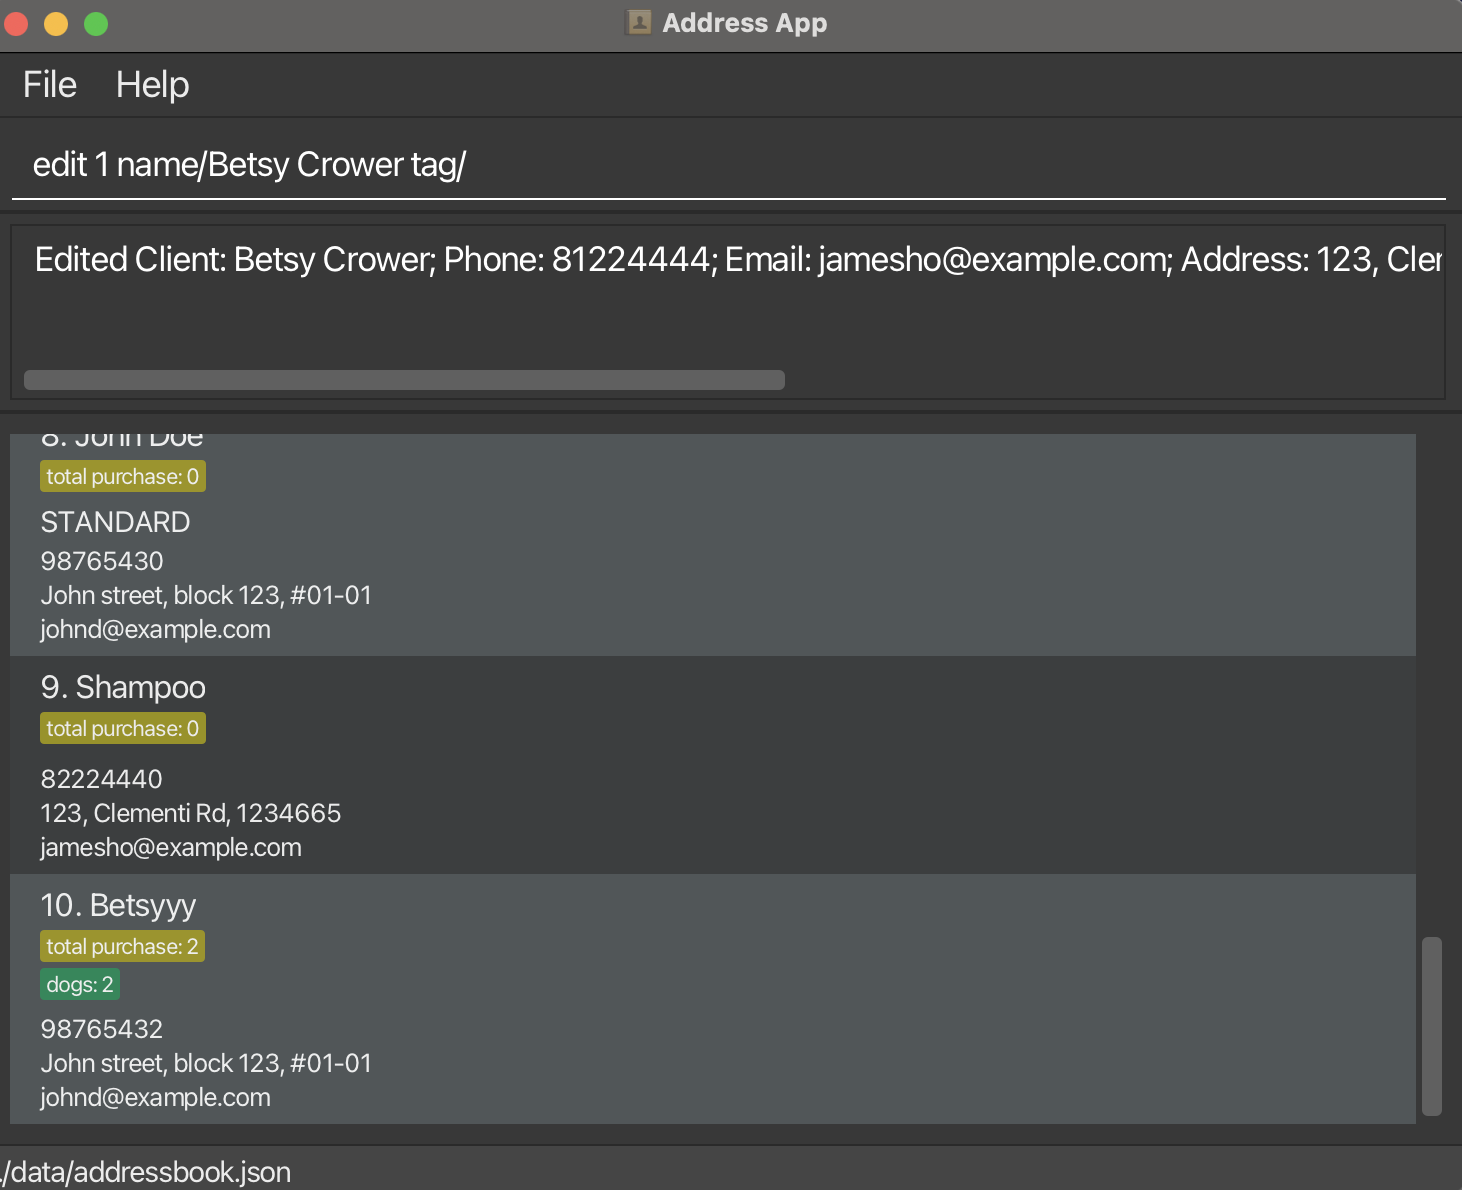 Address App
File Help
edit 1 name/Betsy Crower tag/
Edited Client: Betsy Crower; Phone: 81224444; Email: jamesho@example.com; Address: 123, Cler
8. John Doe
total purchase: 0
STANDARD
98765430
John street, block 123, #01-01
johnd@example.com
9. Shampoo
total purchase: 0
82224440
123, Clementi Rd, 1234665
jamesho@example.com
10. Betsyyy
total purchase: 2
dogs: 2
98765432
John street, block 123, #01-01
johnd@example.com
./data/addressbook.json